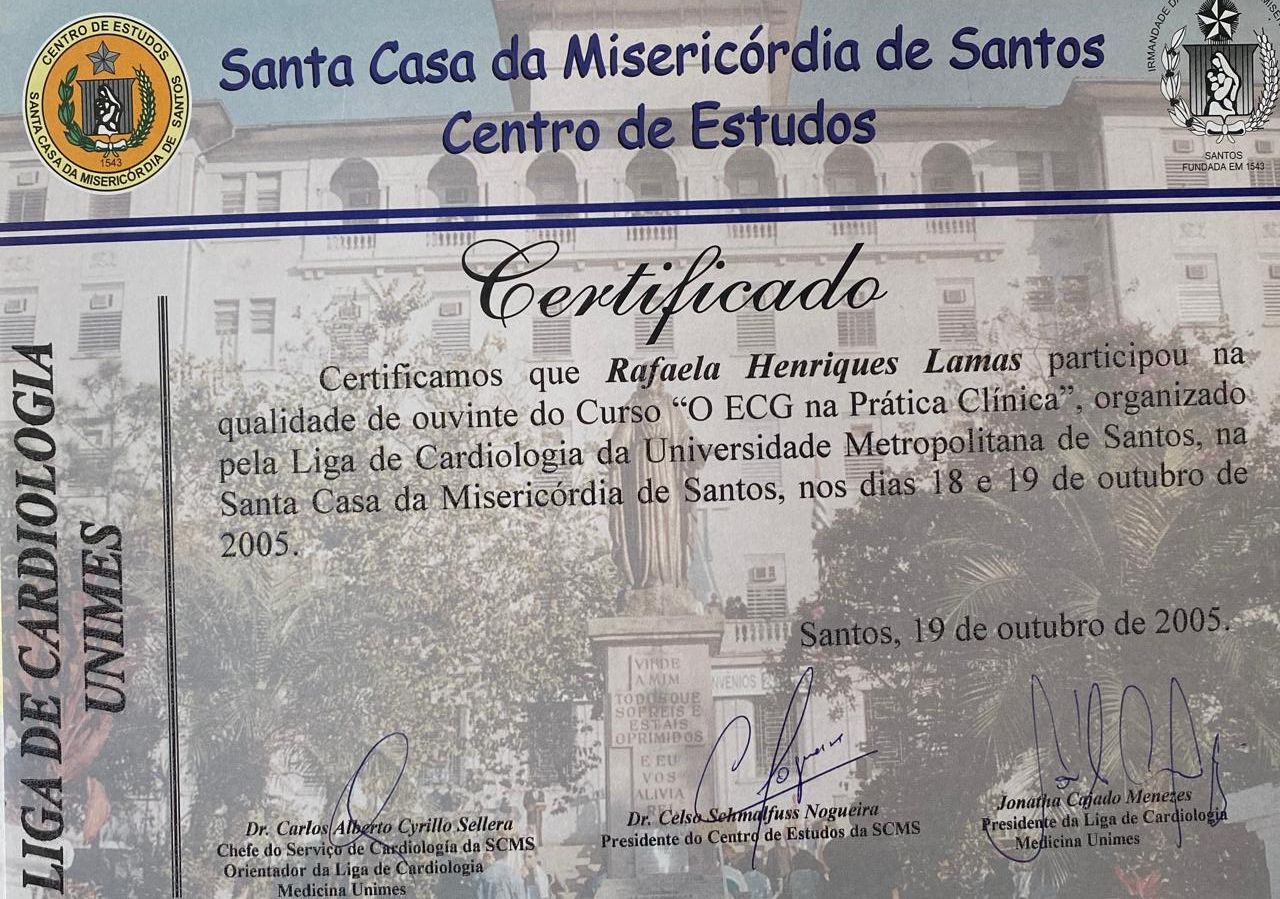 CENTRO DE ESTUDOS
SANTA CASA DA MISERICÓRDIA DE SANTOS
1543
Santa Casa da Misericórdia de Santos
Centro de Estudos
IRMANDADE DA
SANTOS
FUNDADA EM 1543
Certificado
Certificamos que Rafaela Henriques Lamas participou na
qualidade de ouvinte do Curso “O ECG na Prática Clínica”, organizado
pela Liga de Cardiologia da Universidade Metropolitana de Santos, na
Santa Casa da Misericórdia de Santos, nos dias 18 e 19 de outubro de
2005.
Santos, 19 de outubro de 2005.
LIGA DE CARDIOLOGIA
UNIMES
VINDE
A MIM
TODOS QUE
SOFREIS E
ESTAIS
OPRIMIDOS
E EU
VOS
ALIVIA
Dr. Carlos Alberto Cyrillo Sellera
Chefe do Serviço de Cardiologia da SCMS
Orientador da Liga de Cardiologia
Medicina Unimes
Dr. Celso Schmalfuss Nogueira
Presidente do Centro de Estudos da SCMS
Jonatha Cajado Menezes
Presidente da Liga de Cardiologia
Medicina Unimes